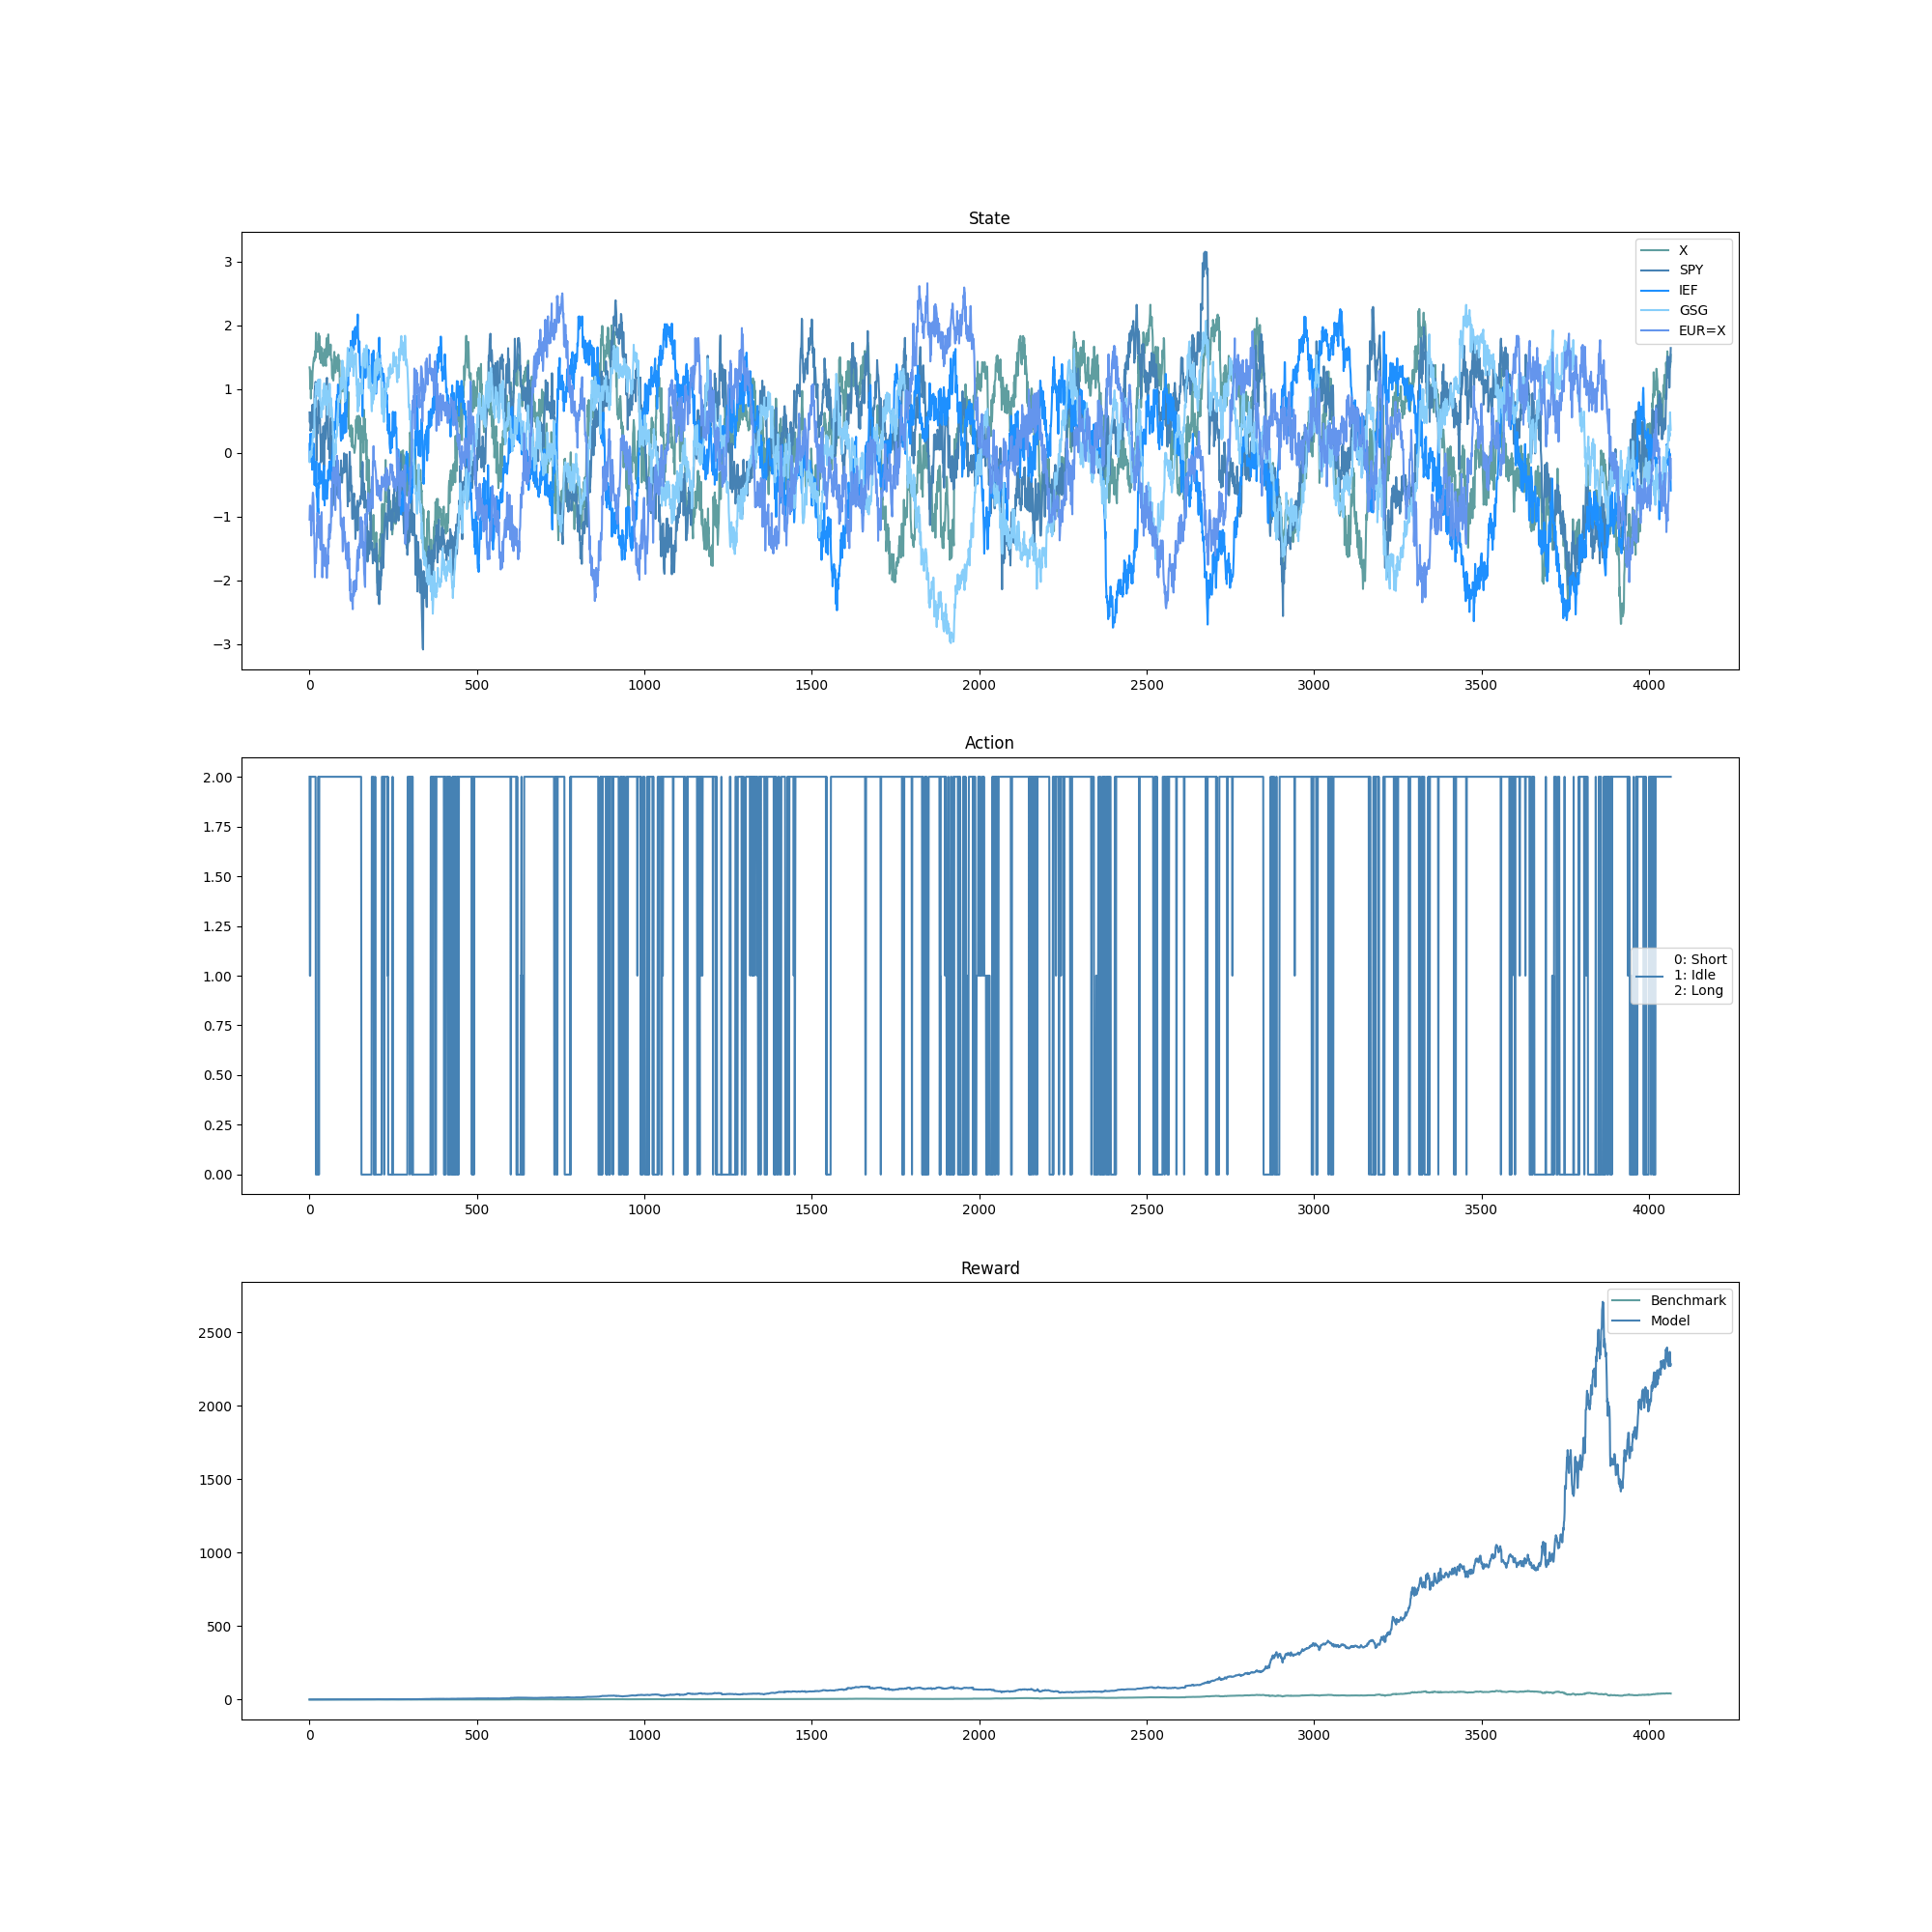 State
3
2
1
0
−1
−2
−3
X
SPY
IEF
GSG
EUR=X
0 500 1000 1500 2000 2500 3000 3500 4000
Action
2.00
1.75
1.50
1.25
1.00
0.75
0.50
0.25
0.00
0: Short
1: Idle
2: Long
0 500 1000 1500 2000 2500 3000 3500 4000
Reward
2500
2000
1500
1000
500
0
Benchmark
Model
0 500 1000 1500 2000 2500 3000 3500 4000